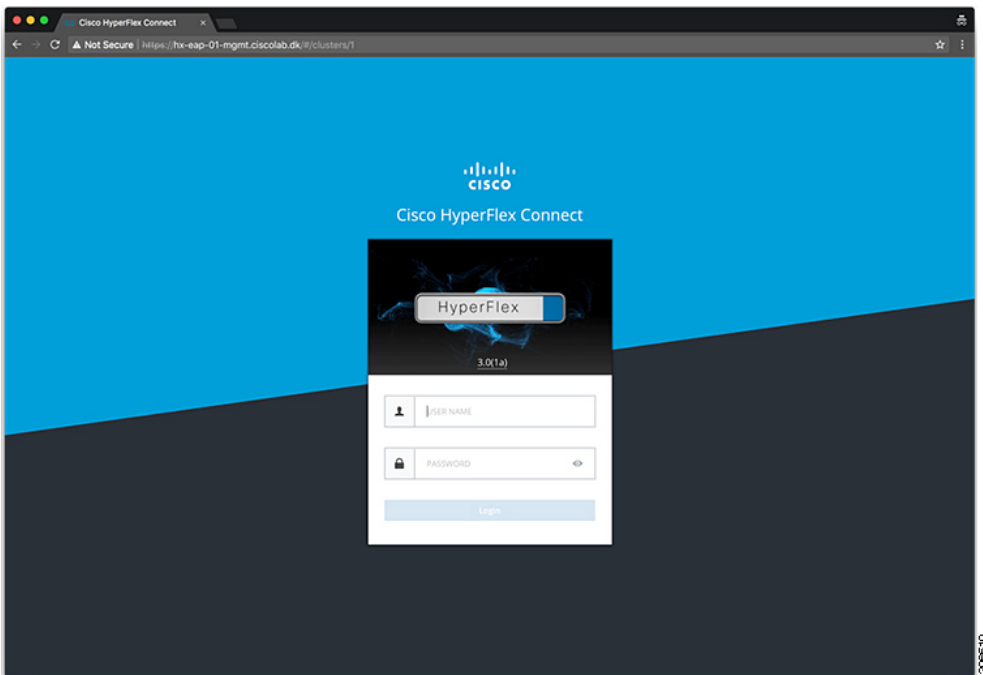 Cisco HyperFlex Connect
Not Secure https://hx-eap-01-mgmt.ciscolab.dk/#/clusters/1
CISCO
Cisco HyperFlex Connect
HyperFlex
3.0(1a)
USER NAME
PASSWORD
Login